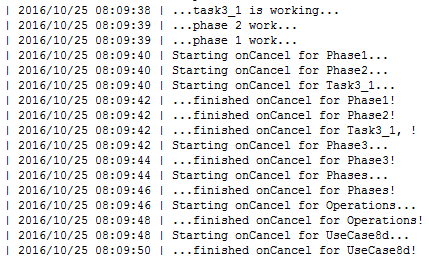 | 2016/10/25 08:09:38 | ...task3_1 is working...
| 2016/10/25 08:09:39 | ...phase 2 work...
| 2016/10/25 08:09:39 | ...phase 1 work...
| 2016/10/25 08:09:40 | Starting onCancel for Phase1...
| 2016/10/25 08:09:40 | Starting onCancel for Phase2...
| 2016/10/25 08:09:40 | Starting onCancel for Task3_1...
| 2016/10/25 08:09:42 | ...finished onCancel for Phase1!
| 2016/10/25 08:09:42 | ...finished onCancel for Phase2!
| 2016/10/25 08:09:42 | ...finished onCancel for Task3_1, !
| 2016/10/25 08:09:42 | Starting onCancel for Phase3...
| 2016/10/25 08:09:44 | ...finished onCancel for Phase3!
| 2016/10/25 08:09:44 | Starting onCancel for Phases...
| 2016/10/25 08:09:46 | ...finished onCancel for Phases!
| 2016/10/25 08:09:46 | Starting onCancel for Operations...
| 2016/10/25 08:09:48 | ...finished onCancel for Operations!
| 2016/10/25 08:09:48 | Starting onCancel for UseCase8d...
| 2016/10/25 08:09:50 | ...finished onCancel for UseCase8d!